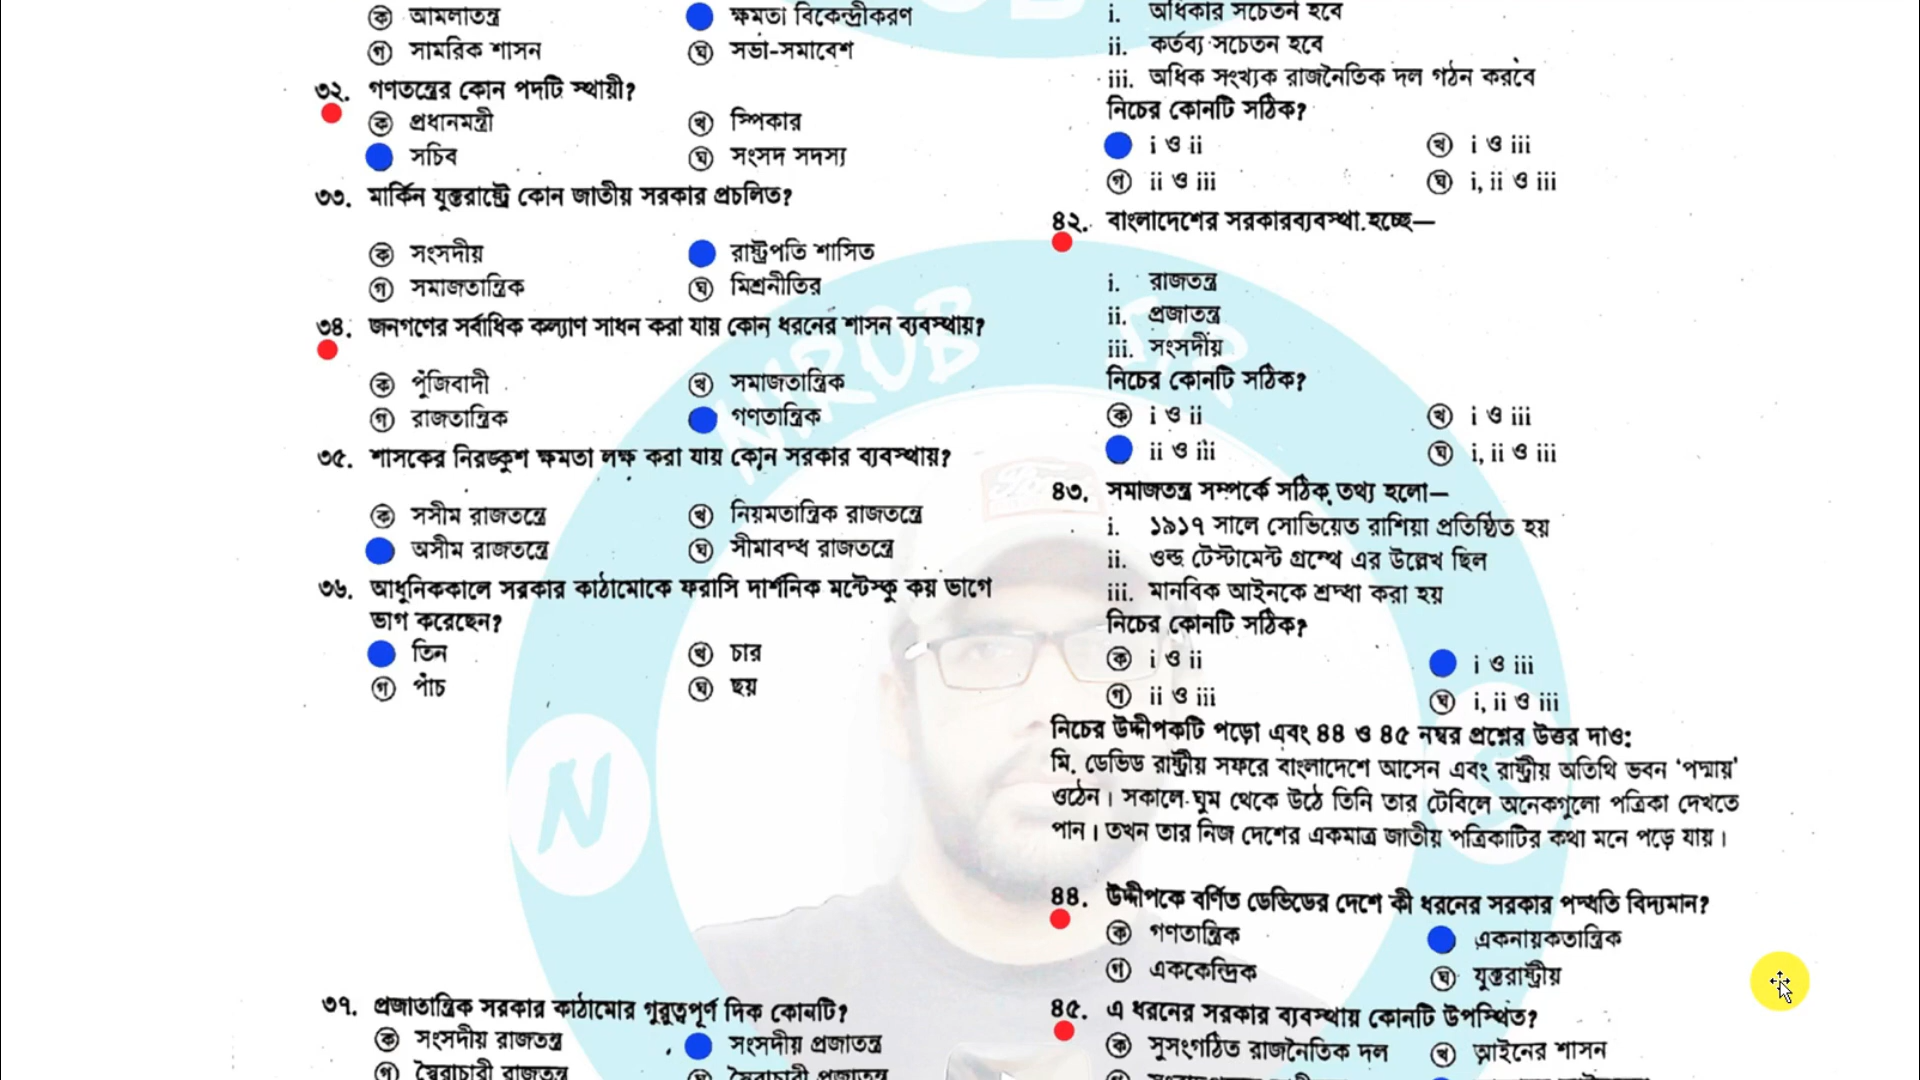 ক আমলাতন্ত্র
ক্ষমতা বিকেন্দ্রীকরণ
গ সামরিক শাসন
ঘ সভা-সমাবেশ
৩২. গণতন্ত্রের কোন পদটি স্থায়ী?
ক প্রধানমন্ত্রী
খ স্পিকার
সচিব
ঘ সংসদ সদস্য
৩৩. মার্কিন যুক্তরাষ্ট্রে কোন জাতীয় সরকার প্রচলিত?
ক সংসদীয়
রাষ্ট্রপতি শাসিত
গ সমাজতান্ত্রিক
ঘ মিশ্রনীতির
৩৪. জনগণের সর্বাধিক কল্যাণ সাধন করা যায় কোন ধরনের শাসন ব্যবস্থায়?
ক পুঁজিবাদী
খ সমাজতান্ত্রিক
গ রাজতান্ত্রিক
গণতান্ত্রিক
৩৫. শাসকের নিরঙ্কুশ ক্ষমতা লক্ষ করা যায় কোন সরকার ব্যবস্থায়?
ক সসীম রাজতন্ত্রে
খ নিয়মতান্ত্রিক রাজতন্ত্রে
অসীম রাজতন্ত্রে
ঘ সীমাবদ্ধ রাজতন্ত্রে
৩৬. আধুনিককালে সরকার কাঠামোকে ফরাসি দার্শনিক মন্টেস্কু কয় ভাগে
ভাগ করেছেন?
তিন
খ চার
গ পাঁচ
ঘ ছয়
৩৭. প্রজাতান্ত্রিক সরকার কাঠামোর গুরুত্বপূর্ণ দিক কোনটি?
ক সংসদীয় রাজতন্ত্র
সংসদীয় প্রজাতন্ত্র
গ স্বৈরাচারী রাজতন্ত্র
ঘ স্বৈরাচারী প্রজাতন্ত্র
i. অধিকার সচেতন হবে
ii. কর্তব্য সচেতন হবে
iii. অধিক সংখ্যক রাজনৈতিক দল গঠন করবে
নিচের কোনটি সঠিক?
i ও ii
খ i ও iii
গ ii ও iii
ঘ i, ii ও iii
৪২. বাংলাদেশের সরকারব্যবস্থা হচ্ছে—
i. রাজতন্ত্র
ii. প্রজাতন্ত্র
iii. সংসদীয়
নিচের কোনটি সঠিক?
ক i ও ii
খ i ও iii
ii ও iii
ঘ i, ii ও iii
৪৩. সমাজতন্ত্র সম্পর্কে সঠিক তথ্য হলো—
i. ১৯১৭ সালে সোভিয়েত রাশিয়া প্রতিষ্ঠিত হয়
ii. ওল্ড টেস্টামেন্ট গ্রন্থে এর উল্লেখ ছিল
iii. মানবিক আইনকে শ্রদ্ধা করা হয়
নিচের কোনটি সঠিক?
ক i ও ii
i ও iii
গ ii ও iii
ঘ i, ii ও iii
নিচের উদ্দীপকটি পড়ো এবং ৪৪ ও ৪৫ নম্বর প্রশ্নের উত্তর দাও:
মি. ডেভিড রাষ্ট্রীয় সফরে বাংলাদেশে আসেন এবং রাষ্ট্রীয় অতিথি ভবন ‘পদ্মায়’
ওঠেন। সকালে ঘুম থেকে উঠে তিনি তার টেবিলে অনেকগুলো পত্রিকা দেখতে
পান। তখন তার নিজ দেশের একমাত্র জাতীয় পত্রিকাটির কথা মনে পড়ে যায়।
৪৪. উদ্দীপকে বর্ণিত ডেভিডের দেশে কী ধরনের সরকার পদ্ধতি বিদ্যমান?
ক গণতান্ত্রিক
একনায়কতান্ত্রিক
গ এককেন্দ্রিক
ঘ যুক্তরাষ্ট্রীয়
৪৫. এ ধরনের সরকার ব্যবস্থায় কোনটি উপস্থিত?
ক সুসংগঠিত রাজনৈতিক দল
খ আইনের শাসন
NIROB SIR
N
S